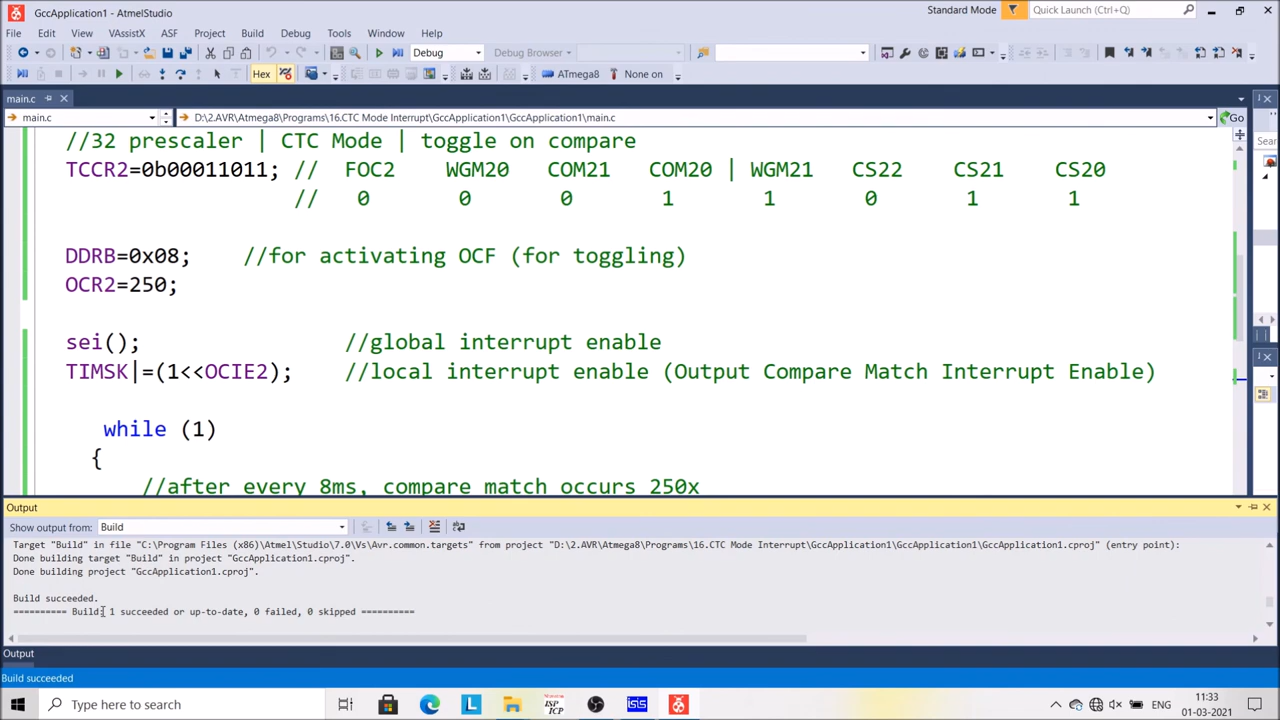 GccApplication1 - AtmelStudio
Standard Mode
Quick Launch (Ctrl+Q)
File Edit View VAssistX ASF Project Build Debug Tools Window Help
Debug
Debug Browser
Hex
ATmega8
None on
main.c
main.c
D:\2.AVR\Atmega8\Programs\16.CTC Mode Interrupt\GccApplication1\GccApplication1\main.c
Go
Sear
//32 prescaler | CTC Mode | toggle on compare
TCCR2=0b00011011; // FOC2 WGM20 COM21 COM20 | WGM21 CS22 CS21 CS20
// 0 0 0 1 1 0 1 1
DDRB=0x08; //for activating OCF (for toggling)
OCR2=250;
sei(); //global interrupt enable
TIMSK|=(1<<OCIE2); //local interrupt enable (Output Compare Match Interrupt Enable)
while (1)
{
//after every 8ms, compare match occurs 250x
Output
Show output from: Build
Target "Build" in file "C:\Program Files (x86)\Atmel\Studio\7.0\Vs\Avr.common.targets" from project "D:\2.AVR\Atmega8\Programs\16.CTC Mode Interrupt\GccApplication1\GccApplication1\GccApplication1.cproj" (entry point):
Done building target "Build" in project "GccApplication1.cproj".
Done building project "GccApplication1.cproj".
Build succeeded.
========== Build: 1 succeeded or up-to-date, 0 failed, 0 skipped ==========
Output
Build succeeded
Type here to search
L
ISP
ICP
isis
ENG
11:33
01-03-2021